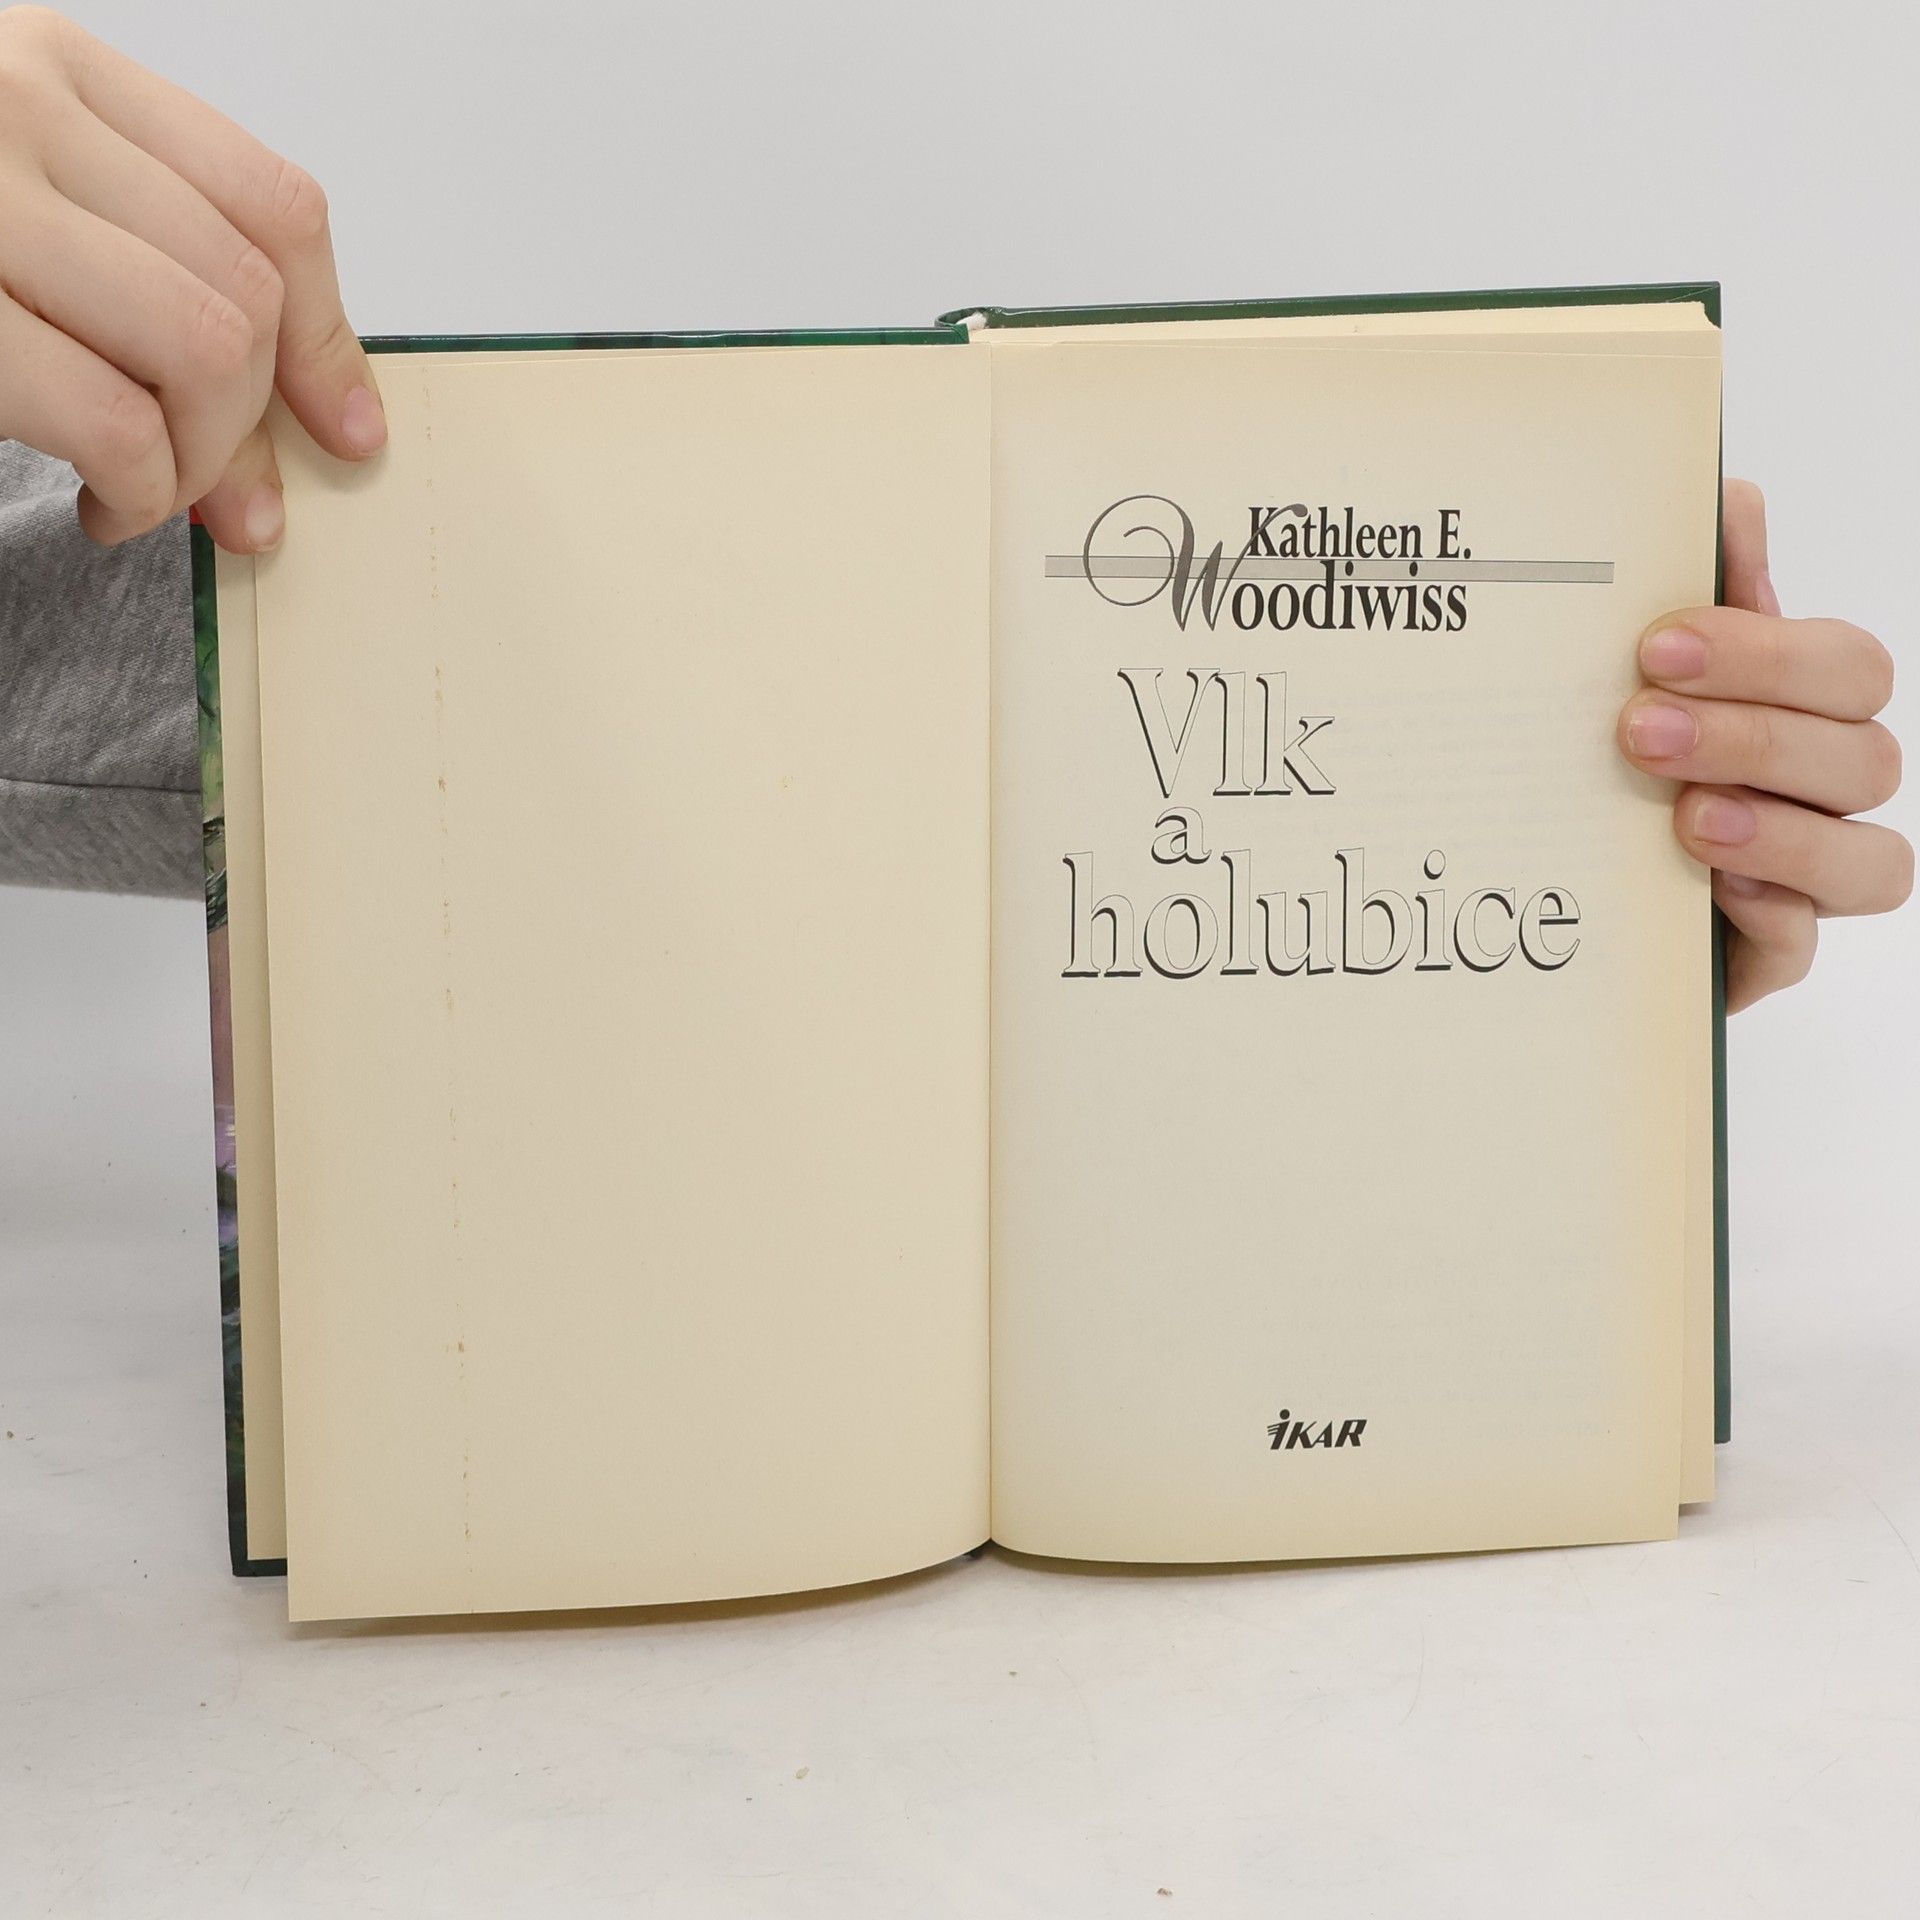 Kathleen E.
Woodiwiss
Vlk
a
holubice
iKAR